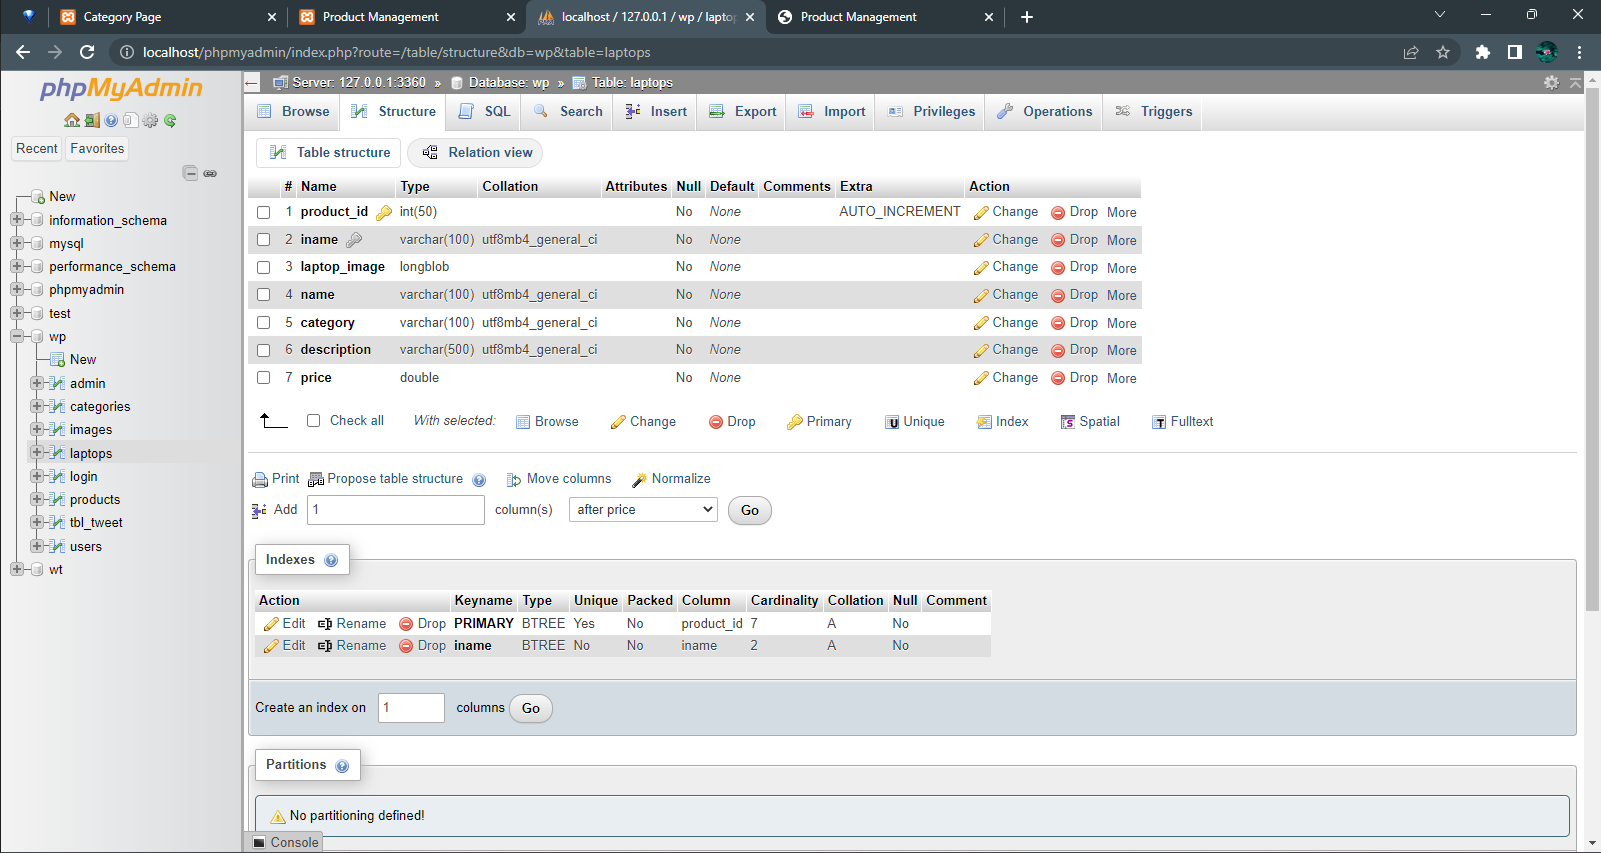 Category Page
Product Management
localhost / 127.0.0.1 / wp / laptop
Product Management
localhost/phpmyadmin/index.php?route=/table/structure&db=wp&table=laptops
phpMyAdmin
Recent Favorites
New
information_schema
mysql
performance_schema
phpmyadmin
test
wp
New
admin
categories
images
laptops
login
products
tbl_tweet
users
wt
Server: 127.0.0.1:3360 » Database: wp » Table: laptops
Browse Structure SQL Search Insert Export Import Privileges Operations Triggers
Table structure Relation view
# Name Type Collation Attributes Null Default Comments Extra Action
1 product_id int(50) No None AUTO_INCREMENT Change Drop More
2 iname varchar(100) utf8mb4_general_ci No None Change Drop More
3 laptop_image longblob No None Change Drop More
4 name varchar(100) utf8mb4_general_ci No None Change Drop More
5 category varchar(100) utf8mb4_general_ci No None Change Drop More
6 description varchar(500) utf8mb4_general_ci No None Change Drop More
7 price double No None Change Drop More
Check all With selected: Browse Change Drop Primary Unique Index Spatial Fulltext
Print Propose table structure Move columns Normalize
Add 1 column(s) after price Go
Indexes
Action Keyname Type Unique Packed Column Cardinality Collation Null Comment
Edit Rename Drop PRIMARY BTREE Yes No product_id 7 A No
Edit Rename Drop iname BTREE No No iname 2 A No
Create an index on 1 columns Go
Partitions
No partitioning defined!
Console